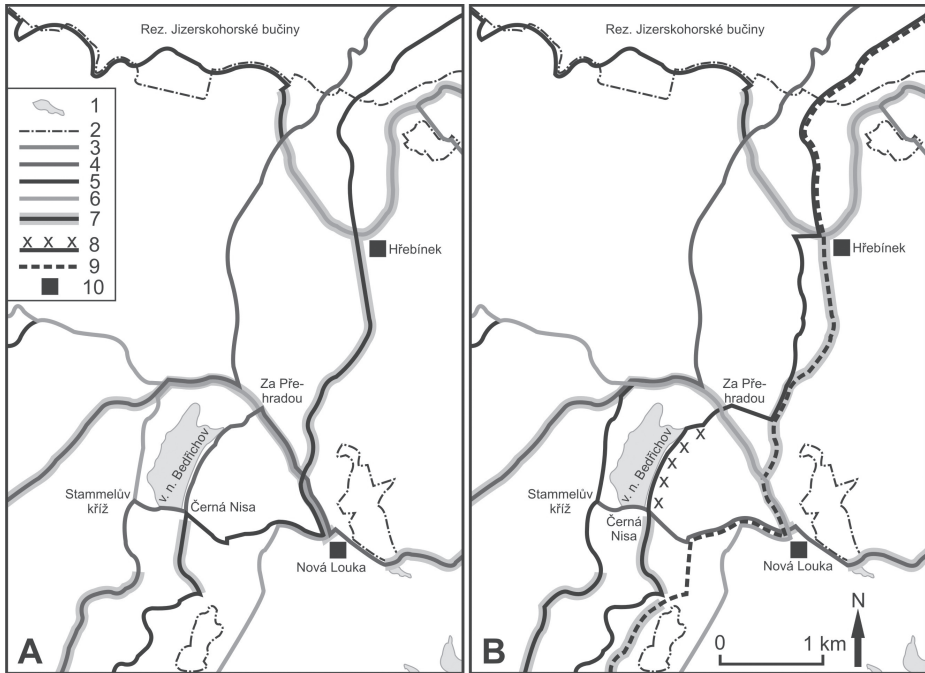 Rez. Jizerskohorské bučiny
1
2
3
4
5
6
7
x x x
8
9
10
Hřebínek
Za Pře-
hradou
v. n. Bedřichov
Stammelův
kříž
Černá Nisa
Nová Louka
A
Rez. Jizerskohorské bučiny
Hřebínek
Za Pře-
hradou
x
x
x
x
x
v. n. Bedřichov
Stammelův
kříž
Černá
Nisa
Nová Louka
N
0 1 km
B